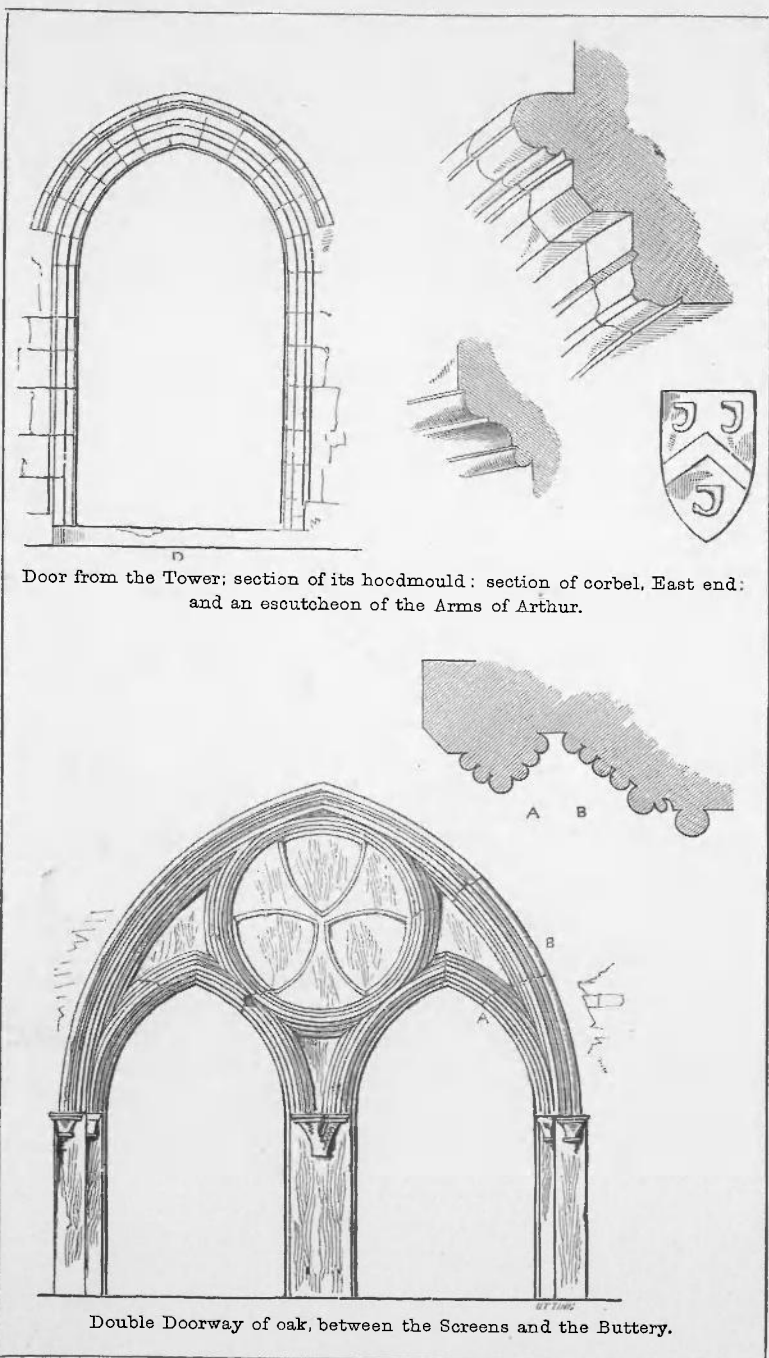 D
Door from the Tower; section of its hoodmould: section of corbel, East end:
and an escutcheon of the Arms of Arthur.
A B
B
A
UTTING
Double Doorway of oak, between the Screens and the Buttery.